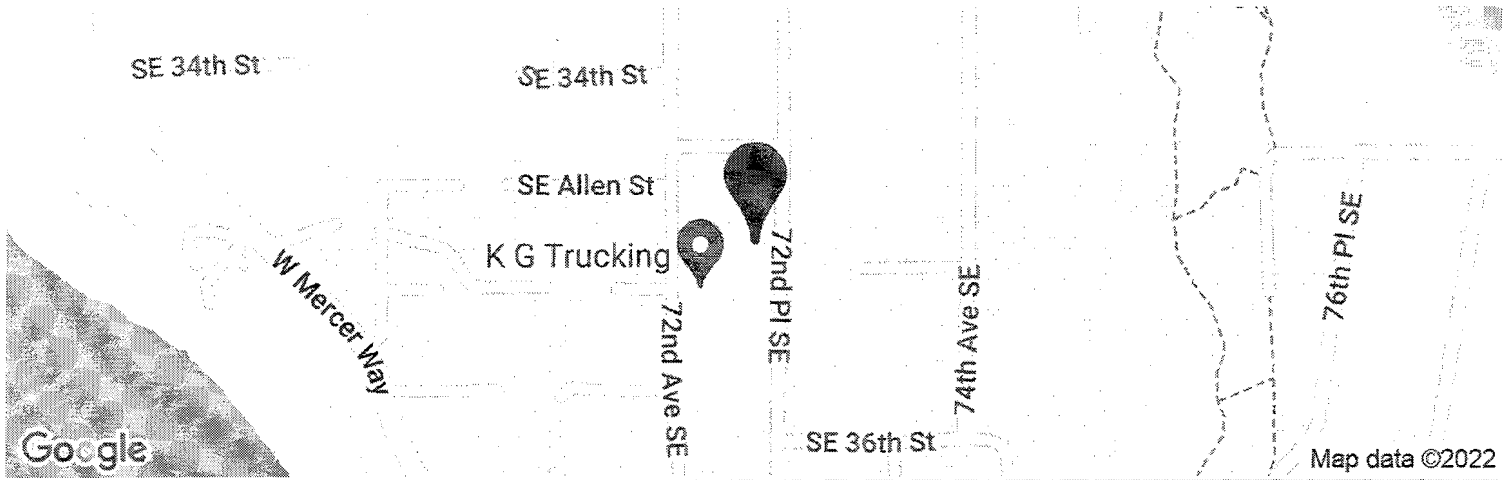 SE 34th St
SE 34th St
SE Allen St
K G Trucking
W Mercer Way
72nd Ave SE
72nd Pl SE
74th Ave SE
76th Pl SE
SE 36th St
Google
Map data ©2022